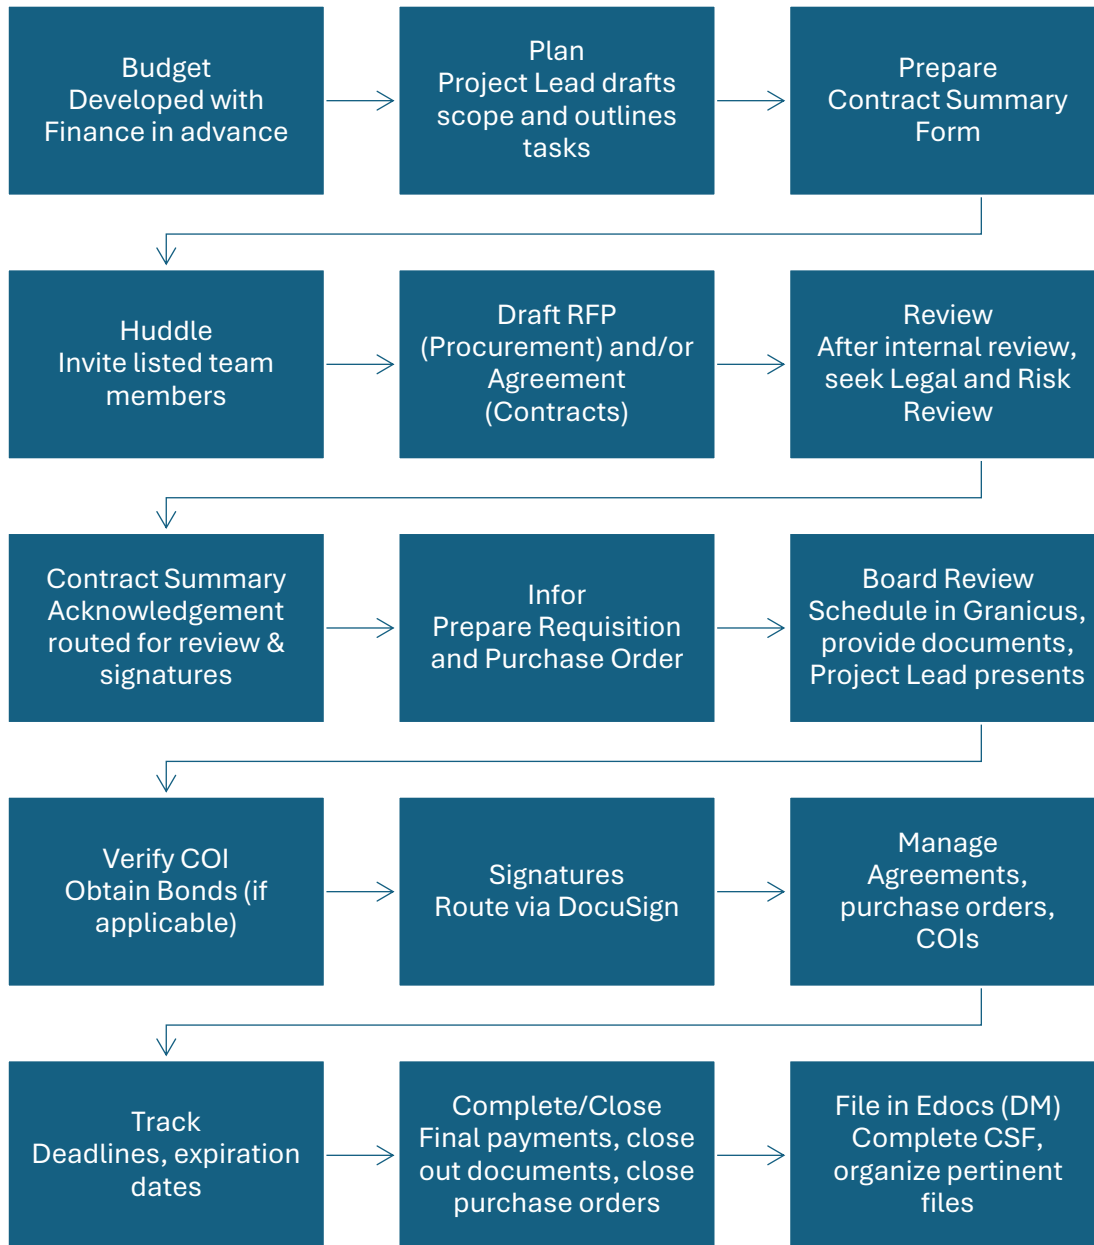 Budget
Developed with
Finance in advance
Plan
Project Lead drafts
scope and outlines
tasks
Prepare
Contract Summary
Form
Huddle
Invite listed team
members
Draft RFP
(Procurement) and/or
Agreement
(Contracts)
Review
After internal review,
seek Legal and Risk
Review
Contract Summary
Acknowledgement
routed for review &
signatures
Infor
Prepare Requisition
and Purchase Order
Board Review
Schedule in Granicus,
provide documents,
Project Lead presents
Verify COI
Obtain Bonds (if
applicable)
Signatures
Route via DocuSign
Manage
Agreements,
purchase orders,
COIs
Track
Deadlines, expiration
dates
Complete/Close
Final payments, close
out documents, close
purchase orders
File in Edocs (DM)
Complete CSF,
organize pertinent
files